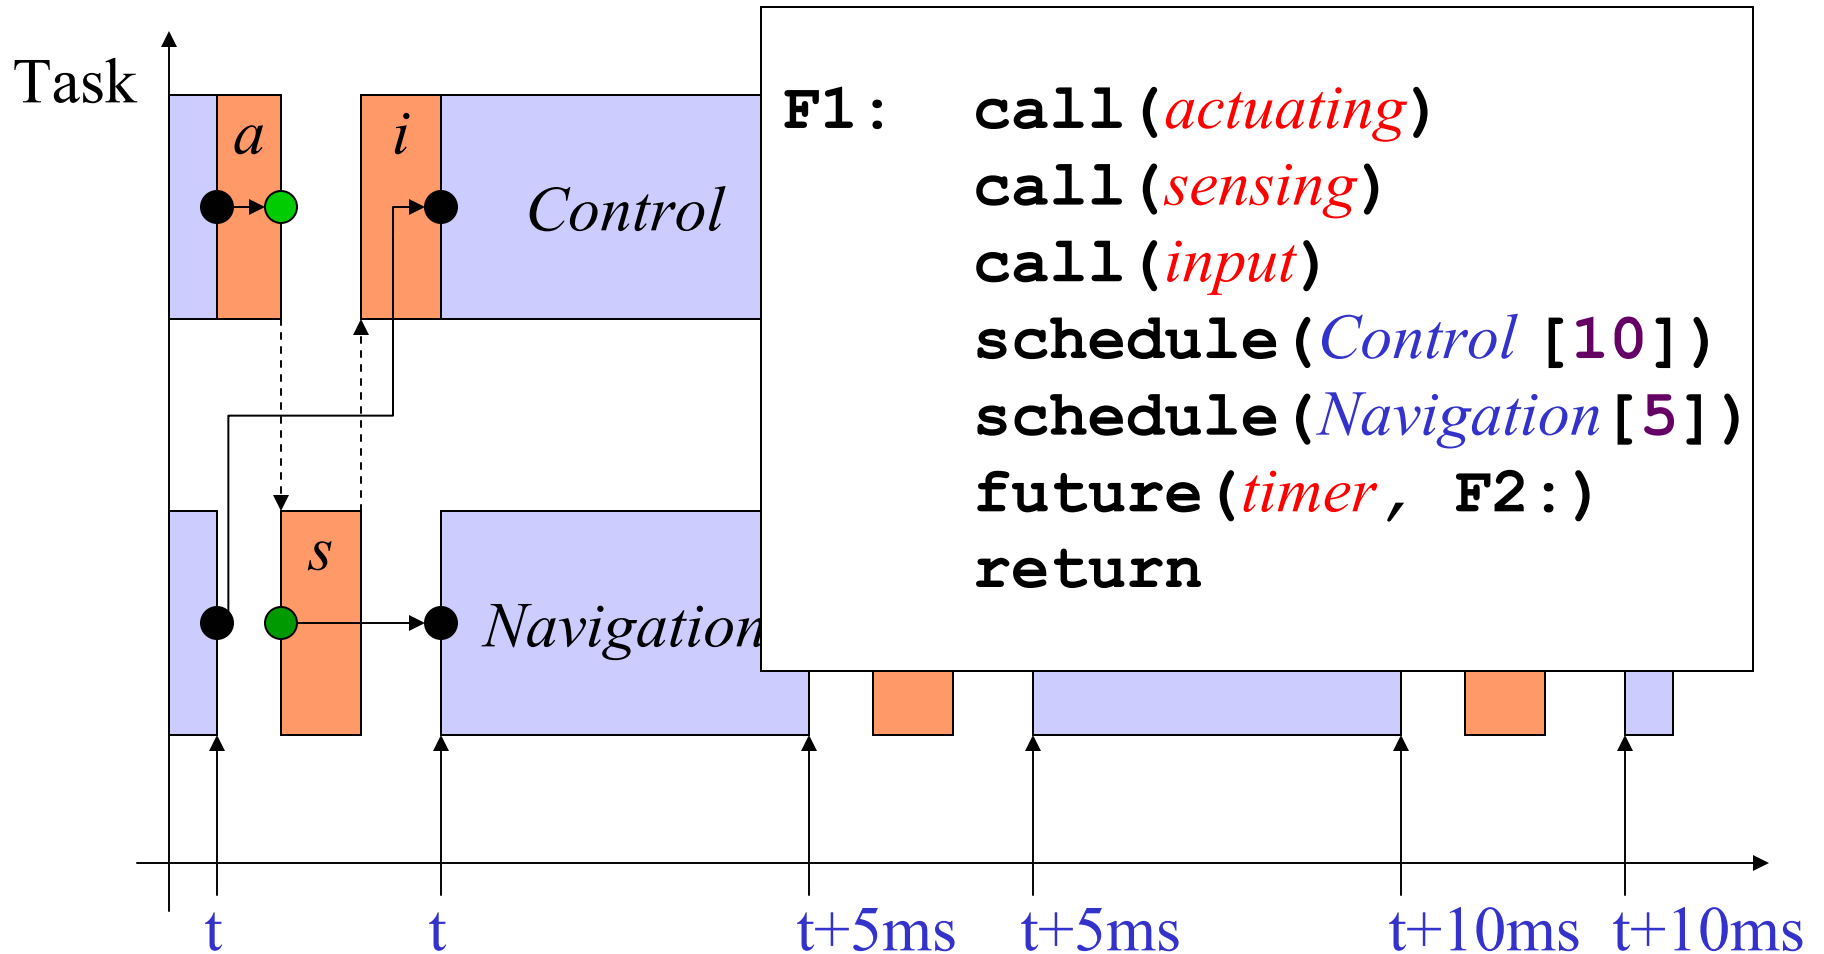 Task
a
i
Control
s
Navigation
F1: call(actuating)
call(sensing)
call(input)
schedule(Control [10])
schedule(Navigation[5])
future(timer, F2:)
return
t
t
t+5ms
t+5ms
t+10ms
t+10ms